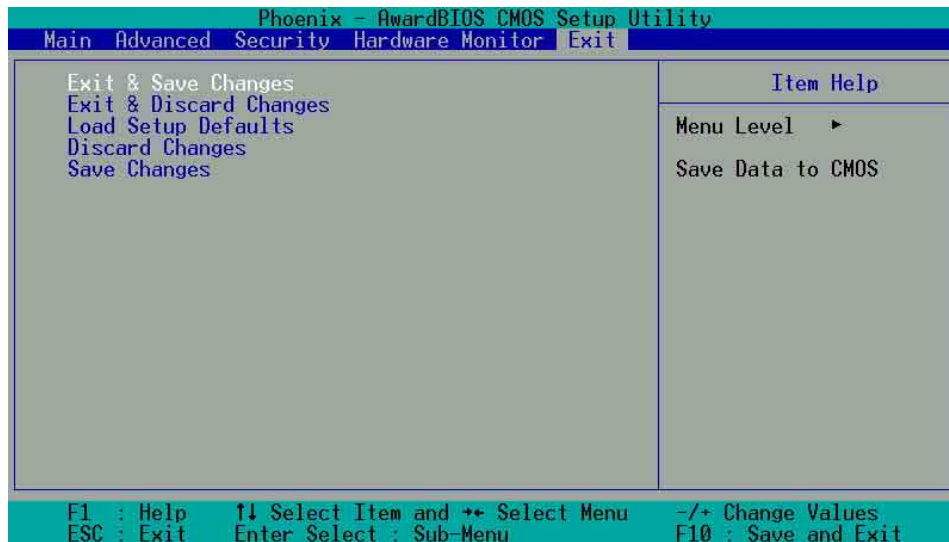 Phoenix - AwardBIOS CMOS Setup Utility
Main Advanced Security Hardware Monitor Exit
Exit & Save Changes
Exit & Discard Changes
Load Setup Defaults
Discard Changes
Save Changes
Item Help
Menu Level ►
Save Data to CMOS
F1 : Help ↑↓ Select Item and →← Select Menu -/+ Change Values
ESC : Exit Enter Select : Sub-Menu F10 : Save and Exit